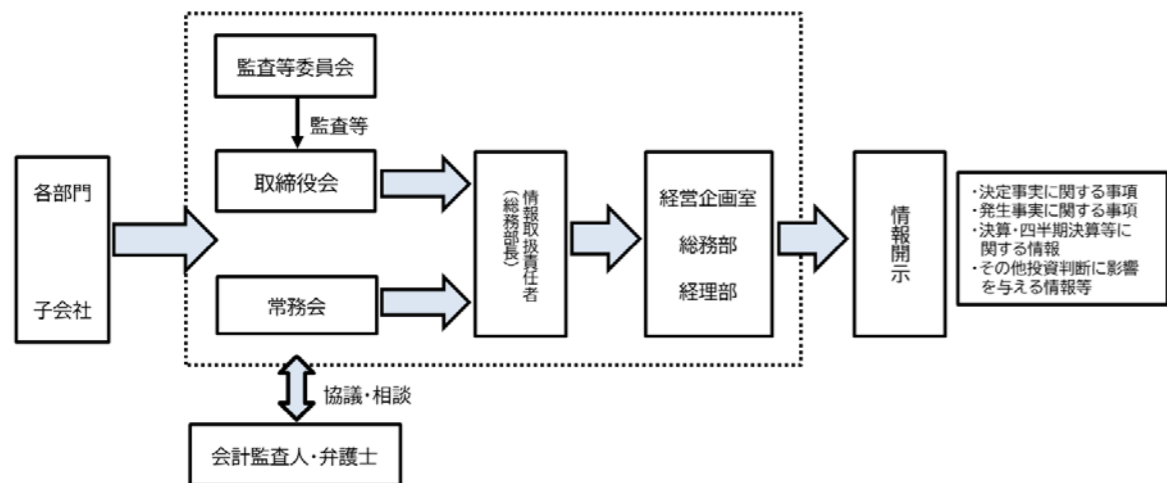 監査等委員会
監査等
各部門
子会社
取締役会
常務会
情報取扱責任者
(総務部長)
経営企画室
総務部
経理部
情報開示
・決定事実に関する事項
・発生事実に関する事項
・決算・四半期決算等に
関する情報
・その他投資判断に影響
を与える情報等
協議・相談
会計監査人・弁護士